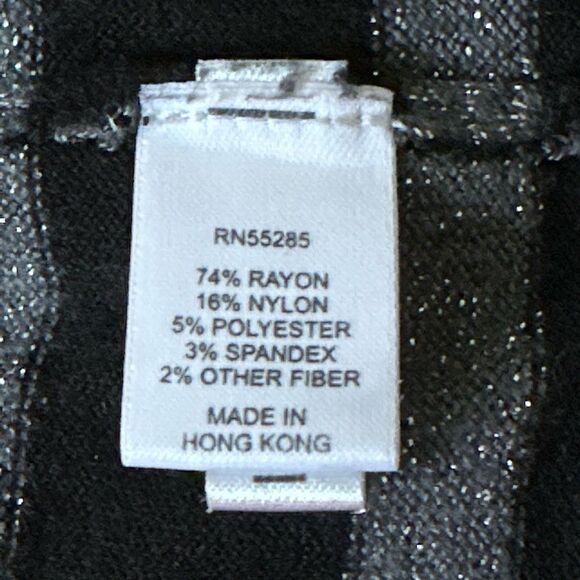 RN55285
74% RAYON
16% NYLON
5% POLYESTER
3% SPANDEX
2% OTHER FIBER
MADE IN
HONG KONG